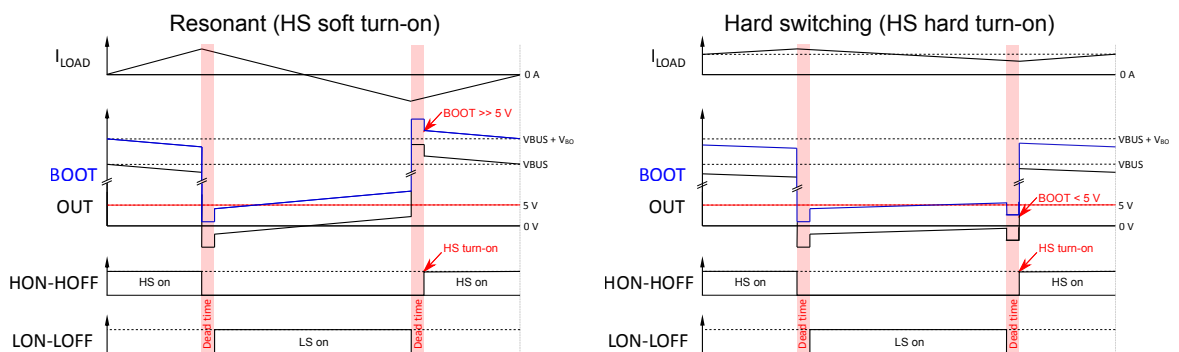 Resonant (HS soft turn-on)
I LOAD
0 A
BOOT >> 5 V
VBUS + VBO
VBUS
BOOT
OUT
5 V
0 V
HS turn-on
HON-HOFF
HS on
HS on
Dead time
Dead time
LON-LOFF
LS on
Hard switching (HS hard turn-on)
I LOAD
0 A
VBUS + VBO
VBUS
BOOT
BOOT < 5 V
OUT
5 V
0 V
HS turn-on
HON-HOFF
HS on
HS on
Dead time
Dead time
LON-LOFF
LS on